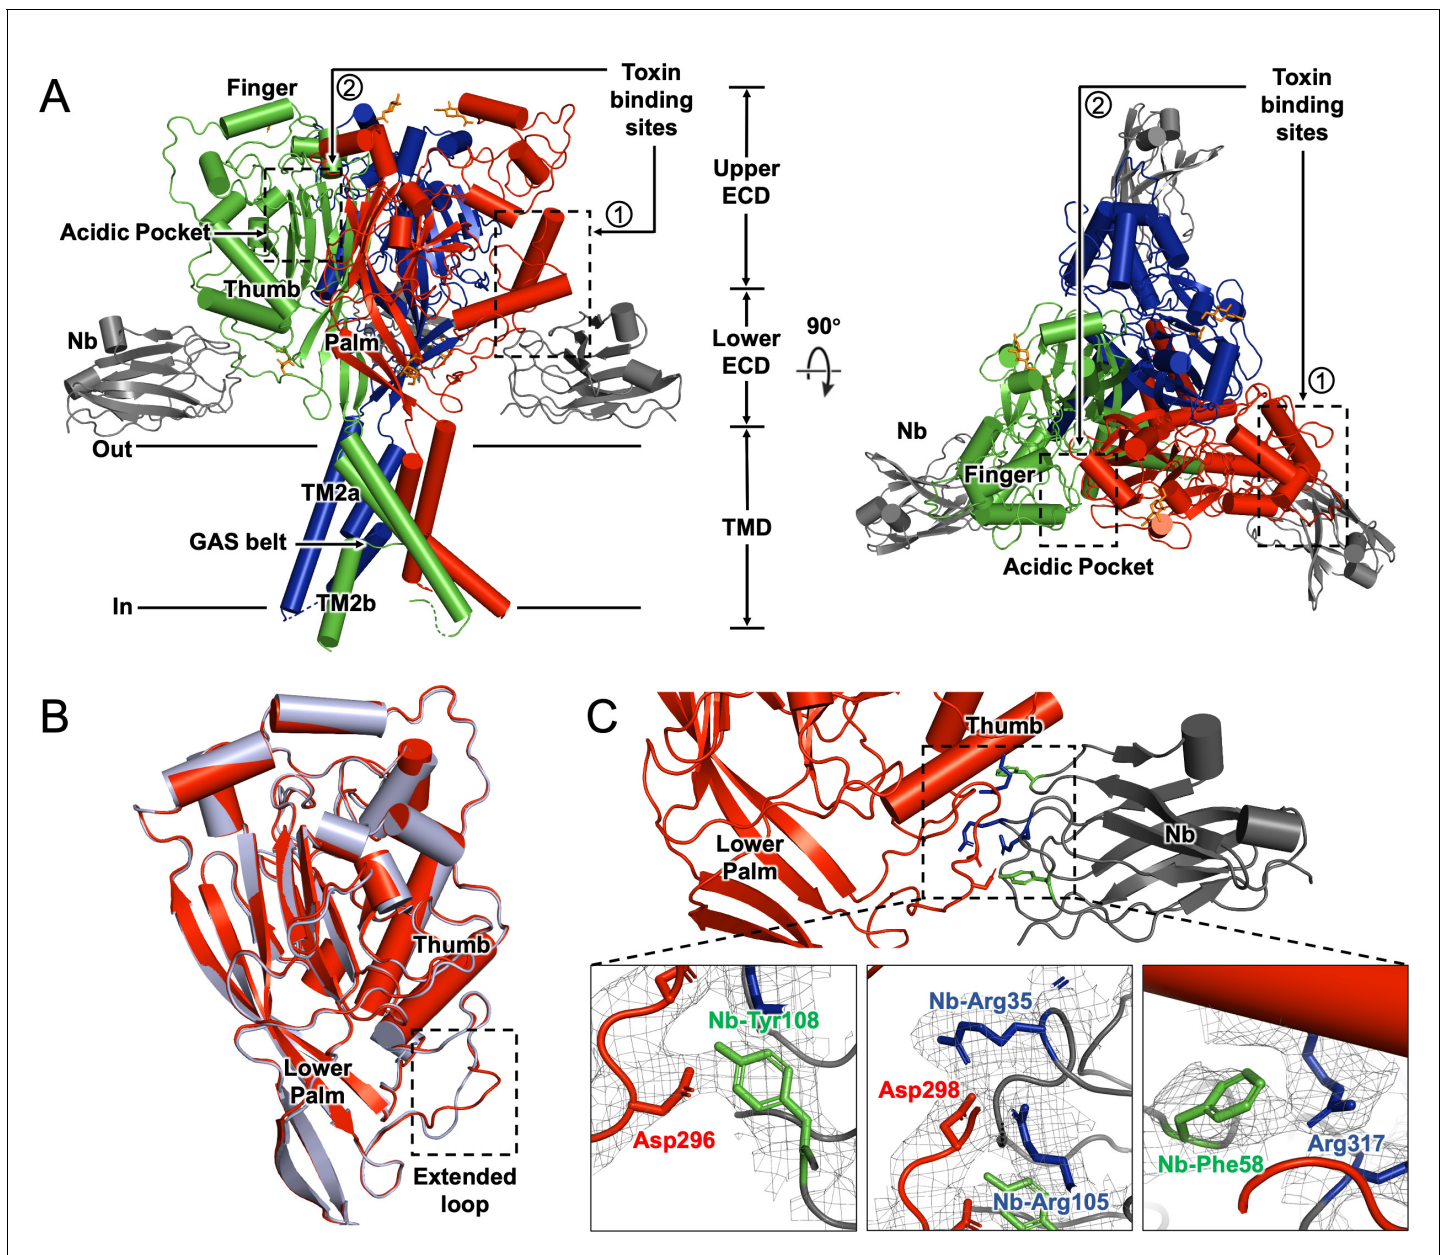 A
Finger
②
Toxin
binding
sites
①
Acidic Pocket
Thumb
Nb
Palm
Out
TM2a
GAS belt
In
TM2b
Upper
ECD
Lower
ECD
TMD
90°
②
Toxin
binding
sites
①
Nb
Finger
Acidic Pocket
B
Thumb
Lower
Palm
Extended
loop
C
Thumb
Lower
Palm
Nb
Nb-Tyr108
Asp296
Nb-Arg35
Asp298
Nb-Arg105
Arg317
Nb-Phe58